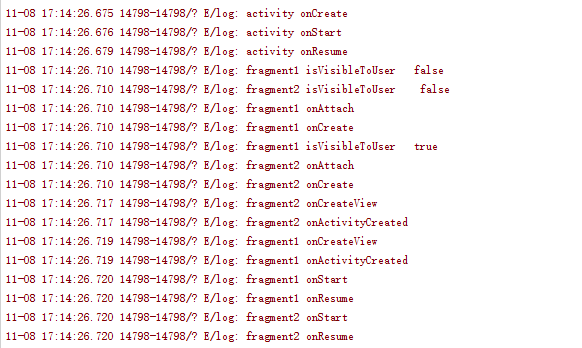 11-08 17:14:26.675 14798-14798/? E/log: activity onCreate
11-08 17:14:26.676 14798-14798/? E/log: activity onStart
11-08 17:14:26.679 14798-14798/? E/log: activity onResume
11-08 17:14:26.710 14798-14798/? E/log: fragment1 isVisibleToUser   false
11-08 17:14:26.710 14798-14798/? E/log: fragment2 isVisibleToUser    false
11-08 17:14:26.710 14798-14798/? E/log: fragment1 onAttach
11-08 17:14:26.710 14798-14798/? E/log: fragment1 onCreate
11-08 17:14:26.710 14798-14798/? E/log: fragment1 isVisibleToUser   true
11-08 17:14:26.710 14798-14798/? E/log: fragment2 onAttach
11-08 17:14:26.710 14798-14798/? E/log: fragment2 onCreate
11-08 17:14:26.717 14798-14798/? E/log: fragment2 onCreateView
11-08 17:14:26.717 14798-14798/? E/log: fragment2 onActivityCreated
11-08 17:14:26.719 14798-14798/? E/log: fragment1 onCreateView
11-08 17:14:26.719 14798-14798/? E/log: fragment1 onActivityCreated
11-08 17:14:26.720 14798-14798/? E/log: fragment1 onStart
11-08 17:14:26.720 14798-14798/? E/log: fragment1 onResume
11-08 17:14:26.720 14798-14798/? E/log: fragment2 onStart
11-08 17:14:26.720 14798-14798/? E/log: fragment2 onResume